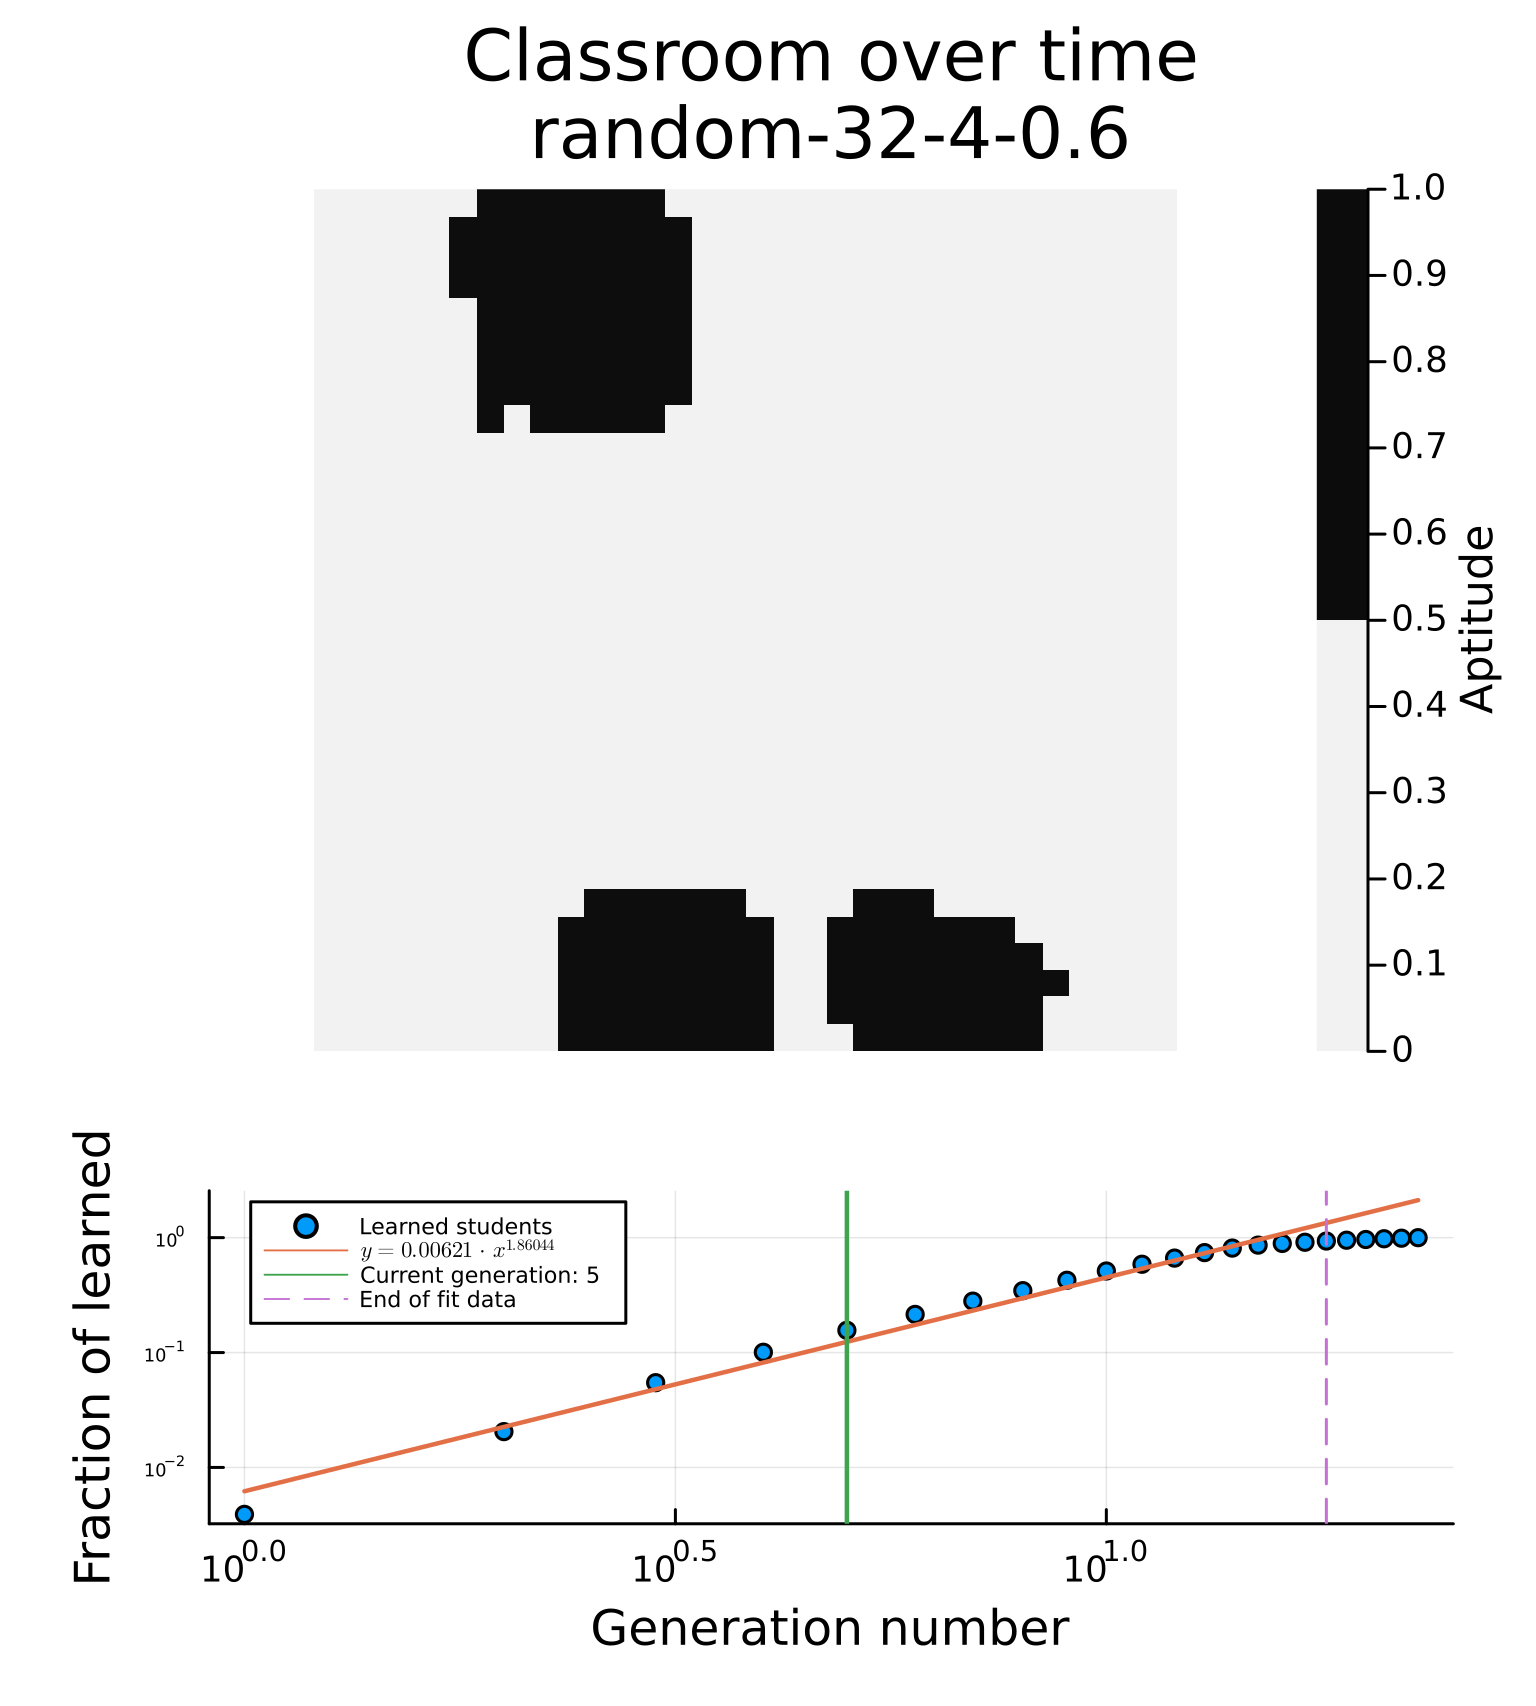 Classroom over time
random-32-4-0.6
1.0
0.9
0.8
0.7
0.6
0.5
0.4
0.3
0.2
0.1
0
Aptitude
Fraction of learned
10⁰
10⁻¹
10⁻²
Learned students
y = 0.00621 · x^1.86044
Current generation: 5
End of fit data
10^0.0
10^0.5
10^1.0
Generation number